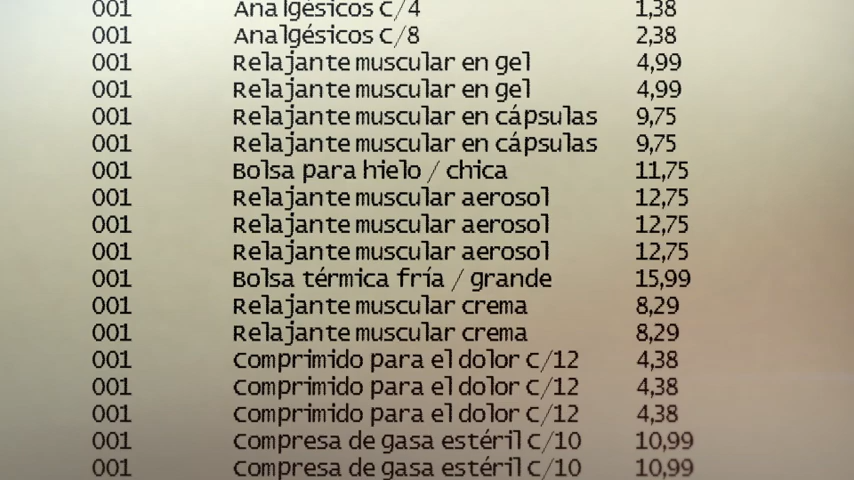 001 Analgésicos C/4 1,38
001 Analgésicos C/8 2,38
001 Relajante muscular en gel 4,99
001 Relajante muscular en gel 4,99
001 Relajante muscular en cápsulas 9,75
001 Relajante muscular en cápsulas 9,75
001 Bolsa para hielo / chica 11,75
001 Relajante muscular aerosol 12,75
001 Relajante muscular aerosol 12,75
001 Relajante muscular aerosol 12,75
001 Bolsa térmica fría / grande 15,99
001 Relajante muscular crema 8,29
001 Relajante muscular crema 8,29
001 Comprimido para el dolor C/12 4,38
001 Comprimido para el dolor C/12 4,38
001 Comprimido para el dolor C/12 4,38
001 Compresa de gasa estéril C/10 10,99
001 Compresa de gasa estéril C/10 10,99